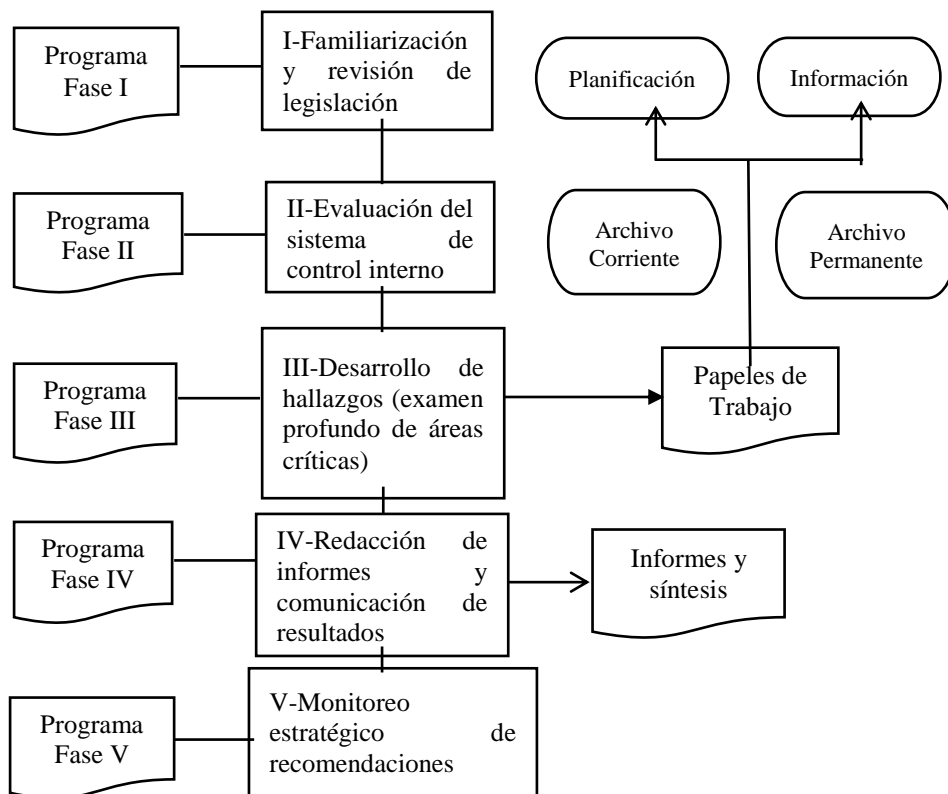 Programa
Fase I
I-Familiarización
y revisión de
legislación
Planificación
Información
Programa
Fase II
II-Evaluación del
sistema de
control interno
Archivo
Corriente
Archivo
Permanente
Programa
Fase III
III-Desarrollo de
hallazgos (examen
profundo de áreas
críticas)
Papeles de
Trabajo
Programa
Fase IV
IV-Redacción de
informes y
comunicación de
resultados
Informes y
síntesis
Programa
Fase V
V-Monitoreo
estratégico de
recomendaciones